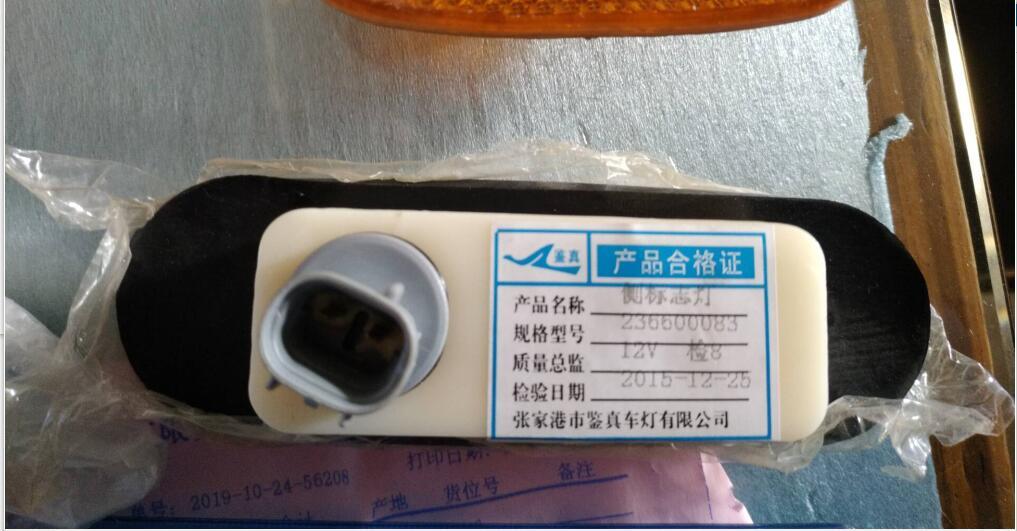 鉴真 产品合格证
产品名称 侧标志灯
规格型号 236600083
质量总监 12V 检8
检验日期 2015-12-25
张家港市鉴真车灯有限公司
打印日期:
备注
单号: 2019-10-24-56208
产地 货位号